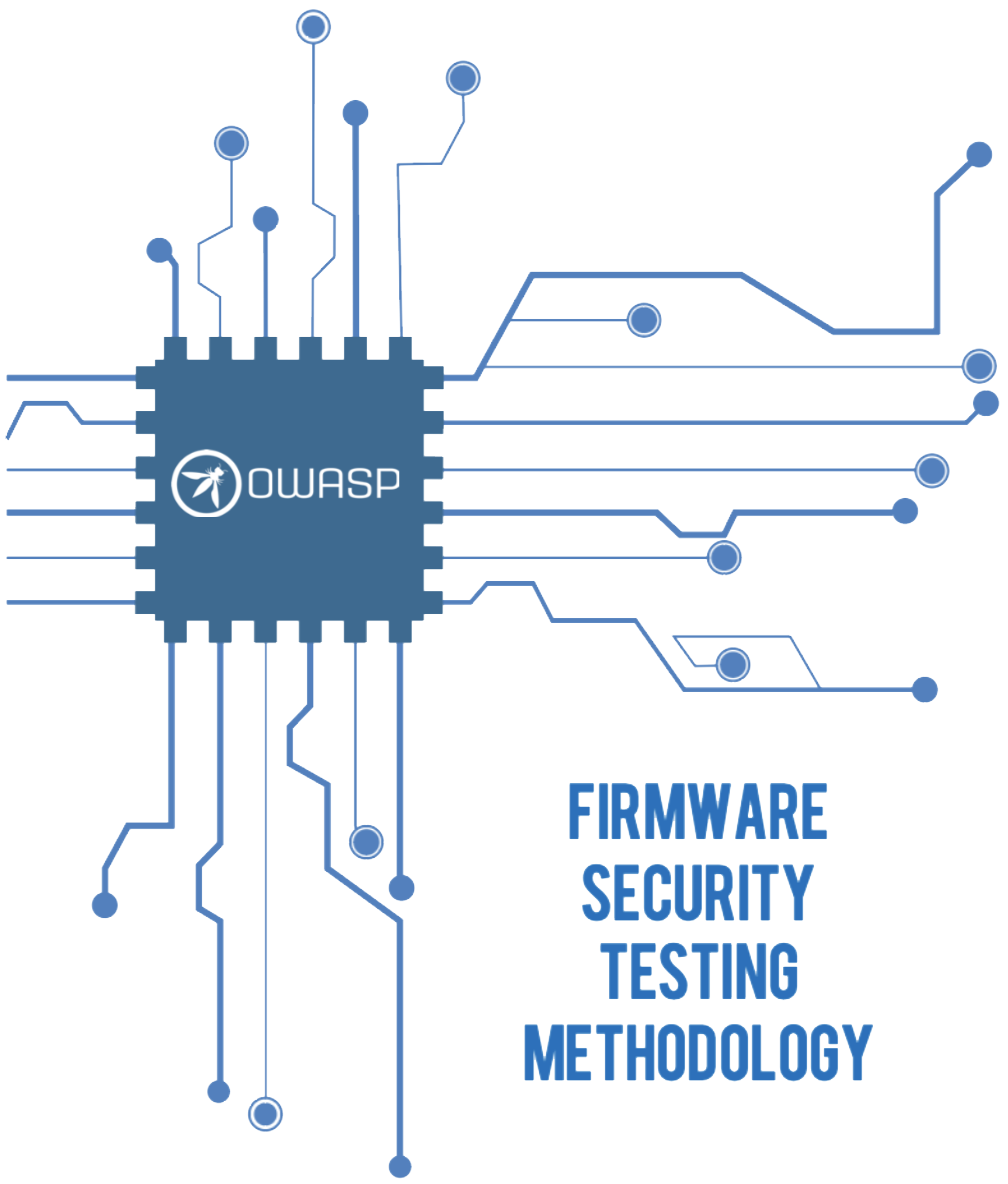 OWASP
FIRMWARE
SECURITY
TESTING
METHODOLOGY